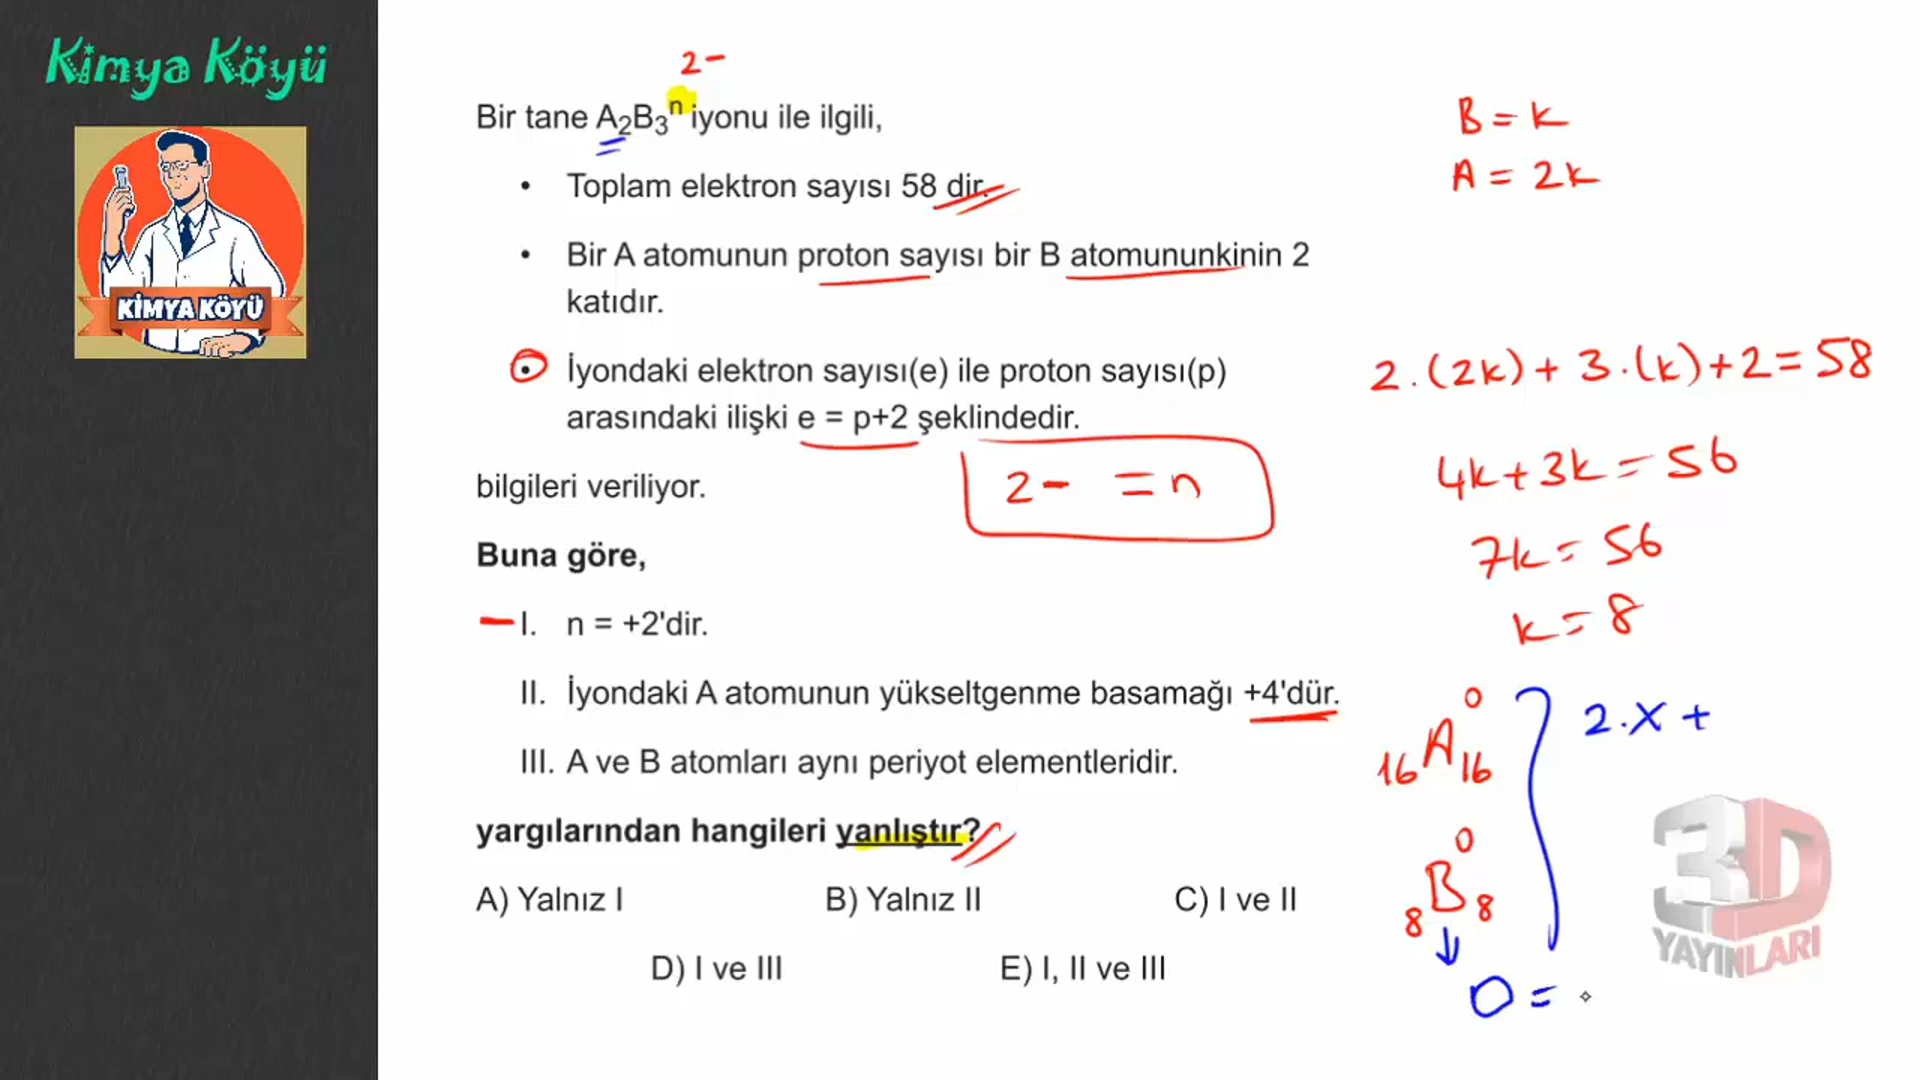 Kimya Köyü
KİMYA KÖYÜ
2-
Bir tane A₂B₃ⁿ iyonu ile ilgili,
• Toplam elektron sayısı 58 dir.
• Bir A atomunun proton sayısı bir B atomununkinin 2
katıdır.
• İyondaki elektron sayısı(e) ile proton sayısı(p)
arasındaki ilişki e = p+2 şeklindedir.
2- = n
bilgileri veriliyor.
Buna göre,
I. n = +2'dir.
II. İyondaki A atomunun yükseltgenme basamağı +4'dür.
III. A ve B atomları aynı periyot elementleridir.
yargılarından hangileri yanlıştır?
A) Yalnız I B) Yalnız II C) I ve II
D) I ve III E) I, II ve III
B = k
A = 2k
2.(2k) + 3.(k) + 2 = 58
4k + 3k = 56
7k = 56
k = 8
₁₆A⁰₁₆
2.x +
₈B⁰₈
O =
3D
YAYINLARI